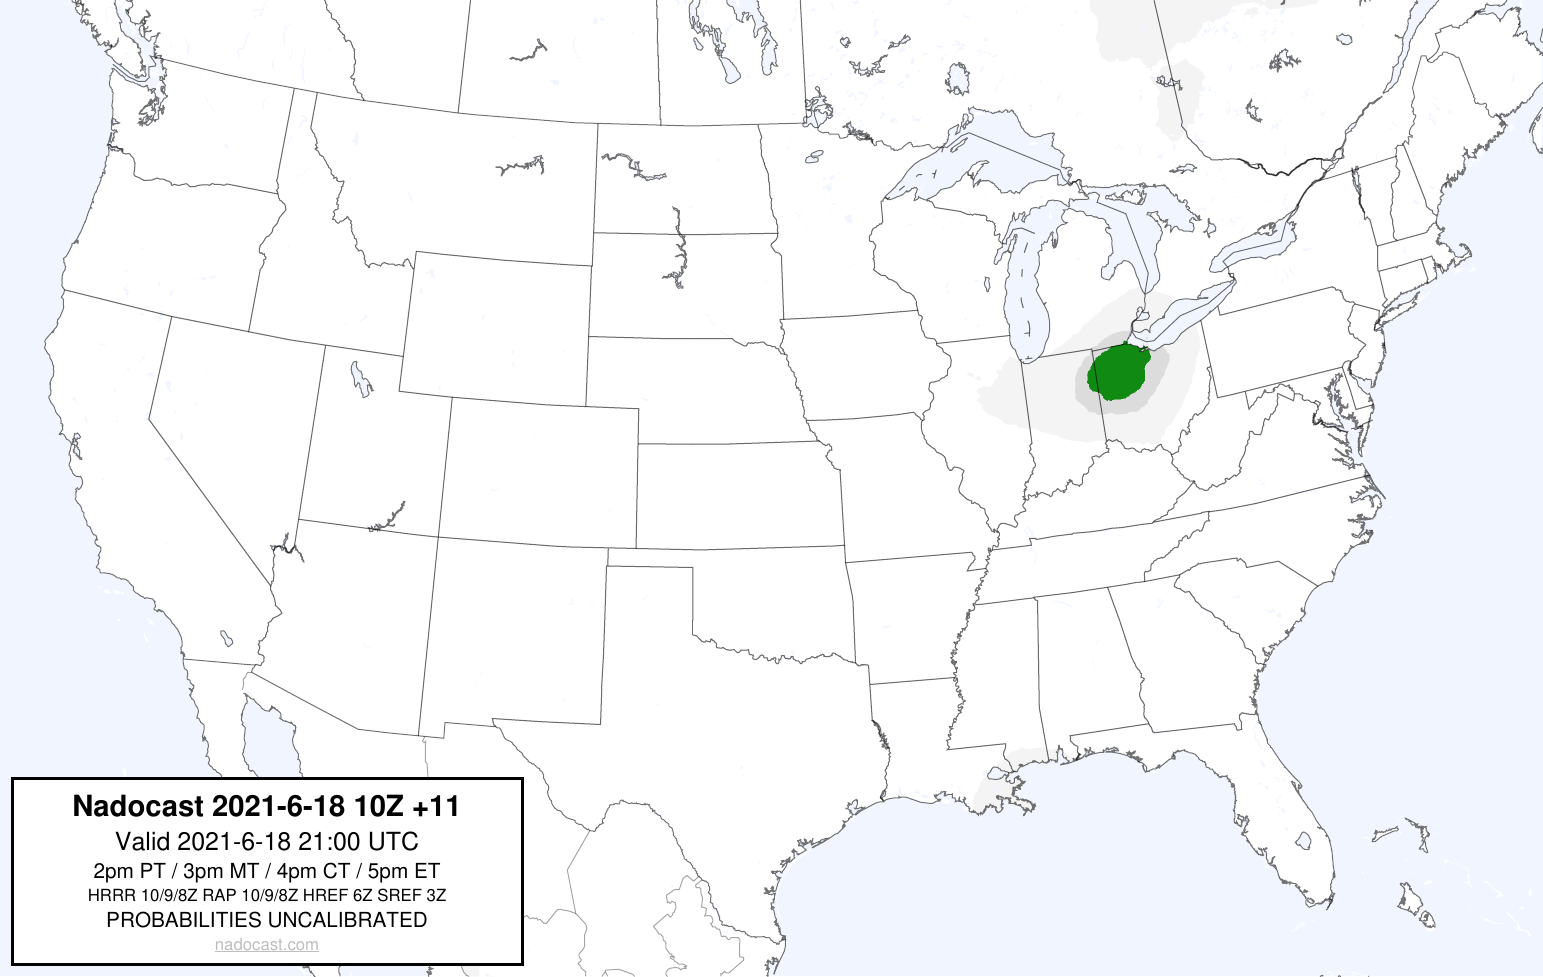 Nadocast 2021-6-18 10Z +11
Valid 2021-6-18 21:00 UTC
2pm PT / 3pm MT / 4pm CT / 5pm ET
HRRR 10/9/8Z RAP 10/9/8Z HREF 6Z SREF 3Z
PROBABILITIES UNCALIBRATED
nadocast.com